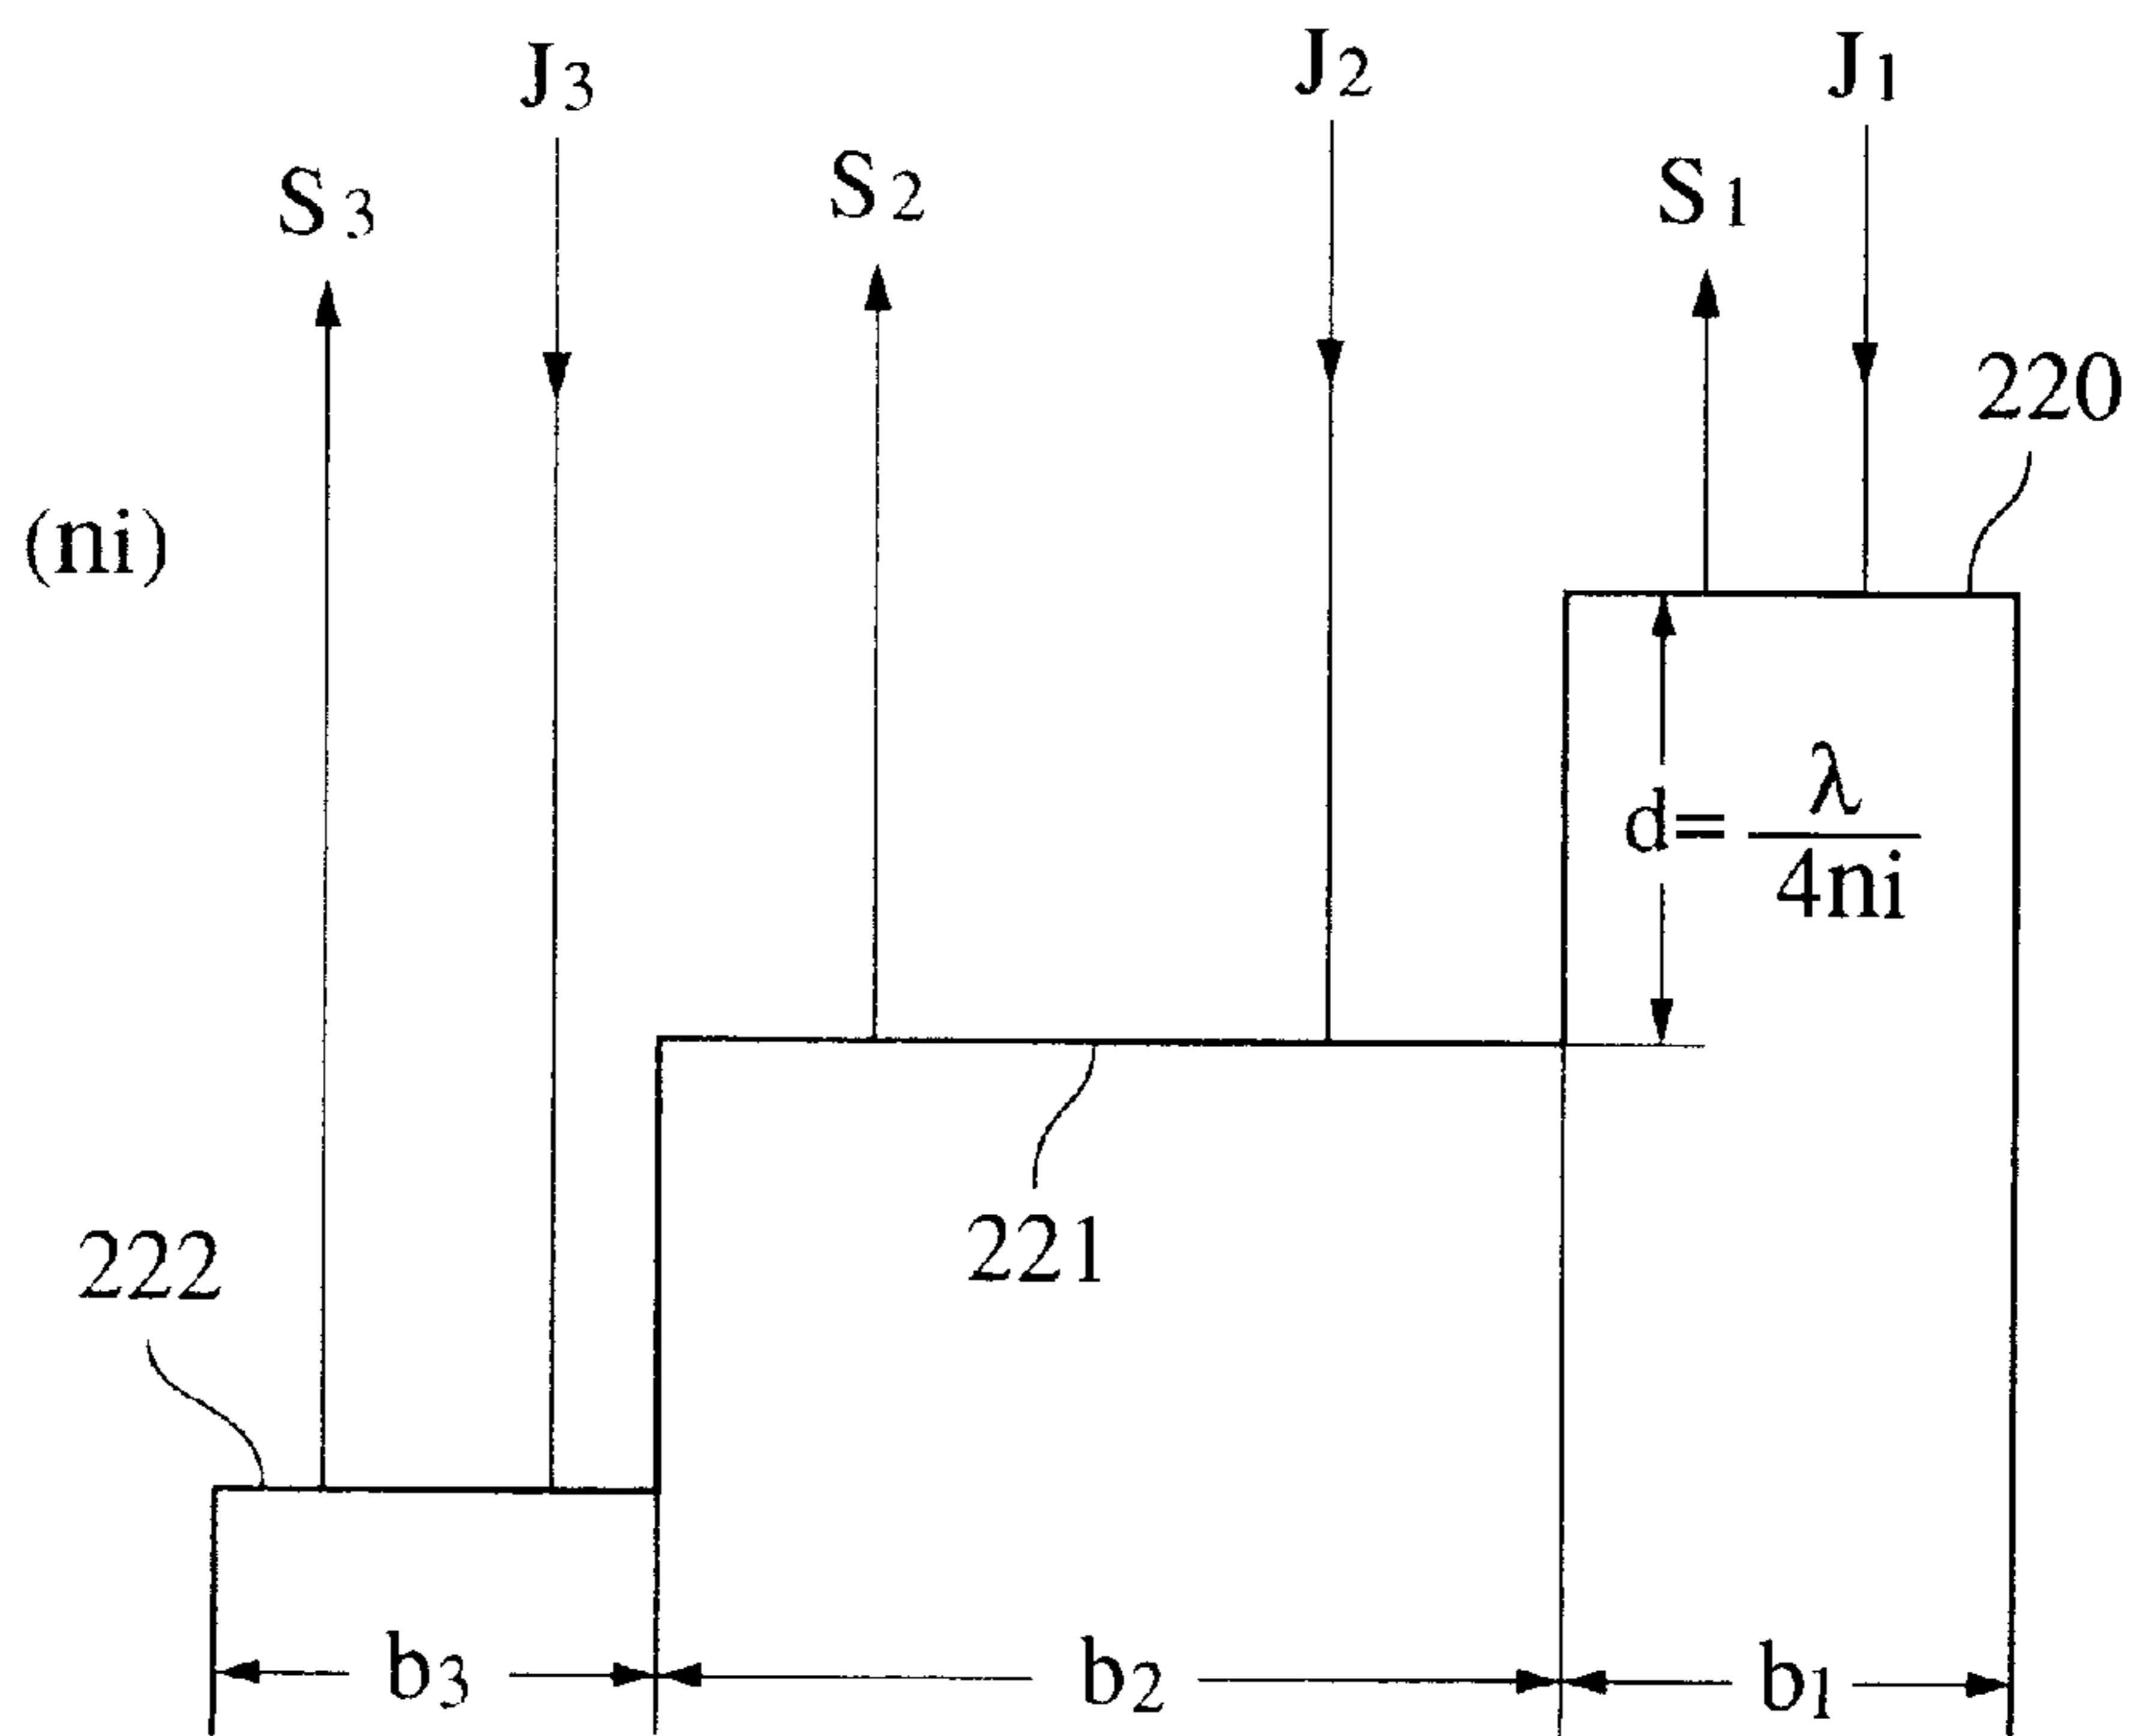 J3
J2
J1
S3
S2
S1
220
(ni)
d= λ/4ni
221
222
b3
b2
b1